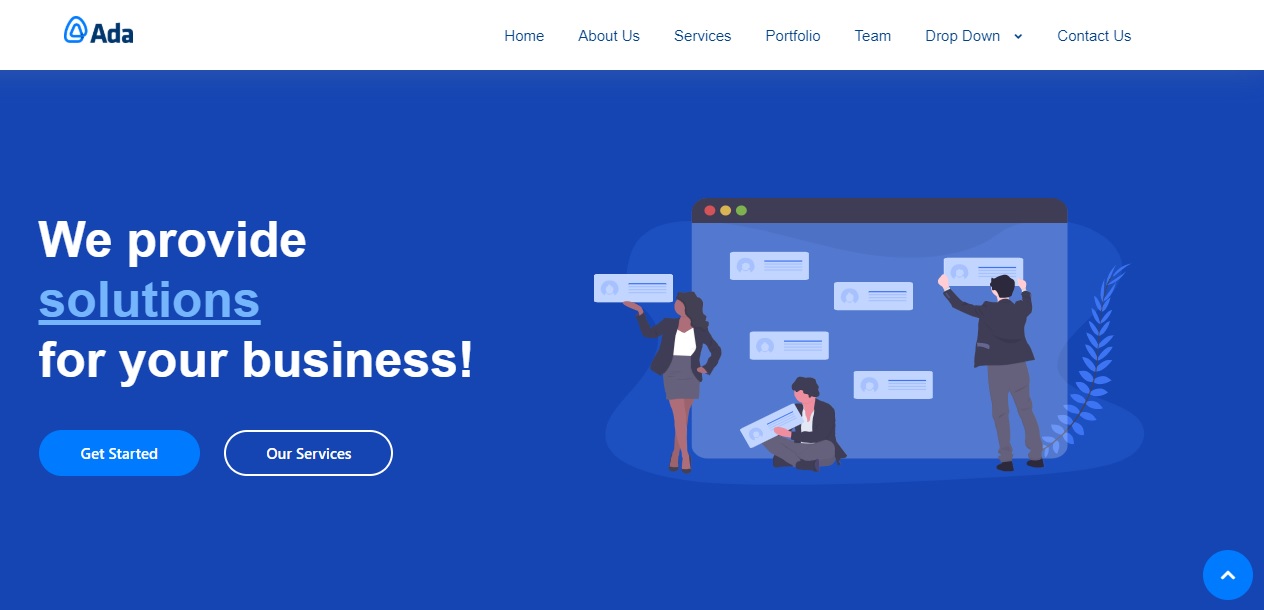 Ada
Home About Us Services Portfolio Team Drop Down Contact Us
We provide
solutions
for your business!
Get Started Our Services